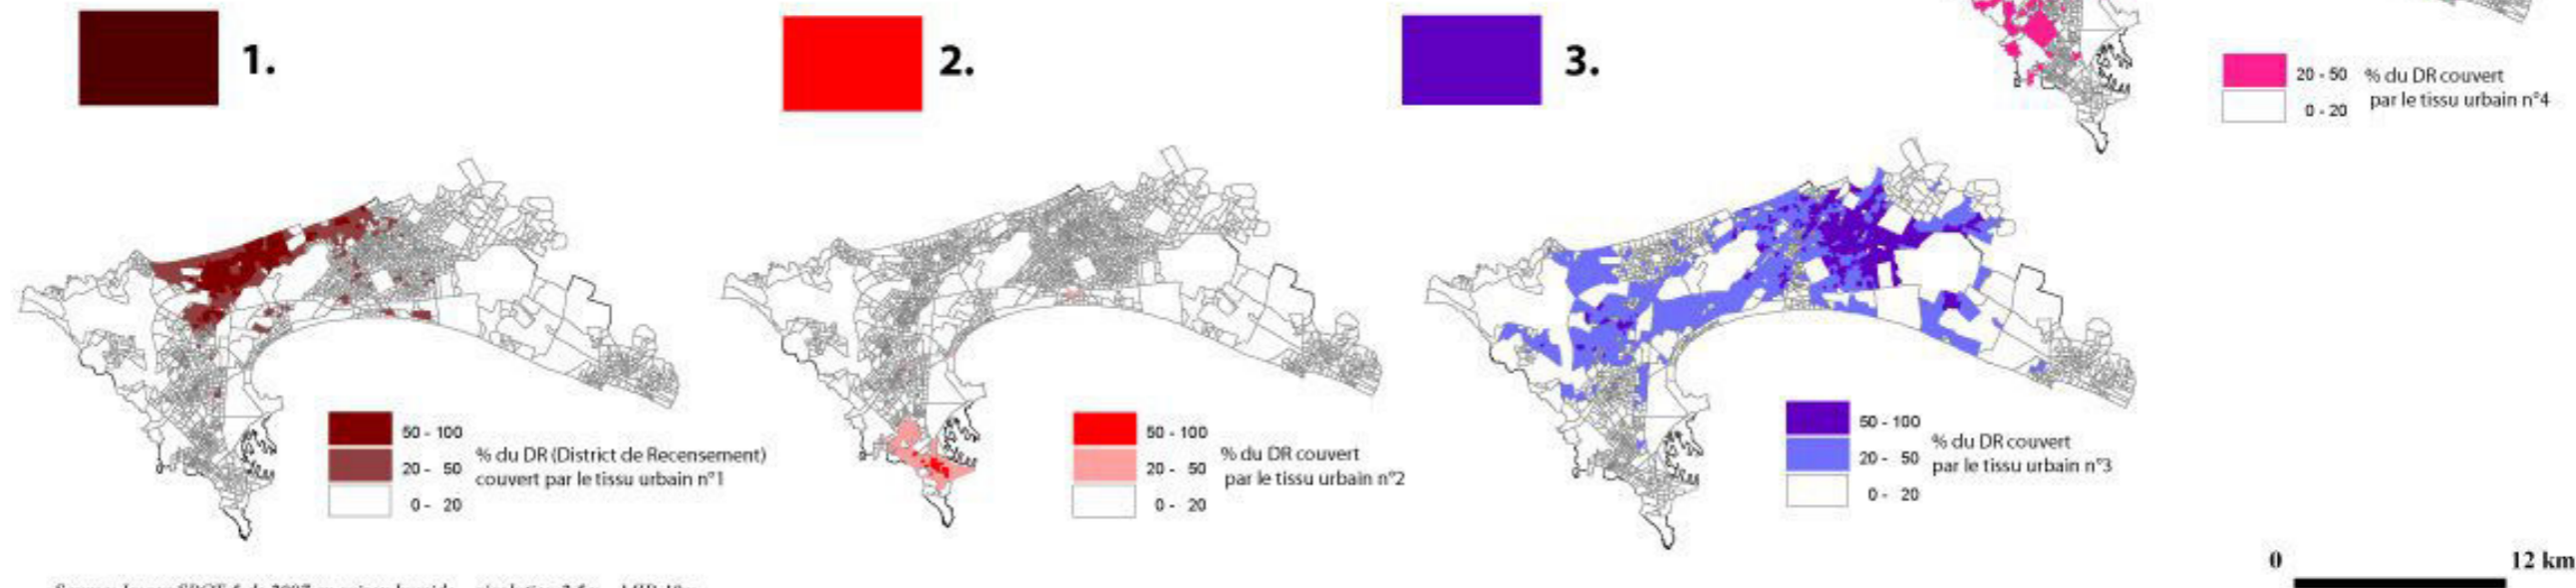 1.
2.
3.
20 - 50 % du DR couvert
0 - 20 par le tissu urbain n°4
50 - 100
20 - 50
0 - 20
% du DR (District de Recensement)
couvert par le tissu urbain n°1
50 - 100
20 - 50
0 - 20
% du DR couvert
par le tissu urbain n°2
50 - 100
20 - 50
0 - 20
% du DR couvert
par le tissu urbain n°3
0 12 km